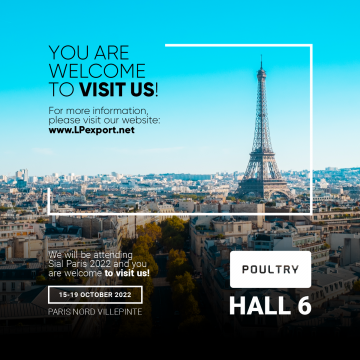 YOU ARE
WELCOME
TO VISIT US!
For more information,
please visit our website:
www.LPexport.net
We will be attending
Sial Paris 2022 and you
are welcome to visit us!
15-19 OCTOBER 2022
PARIS NORD VILLEPINTE
POULTRY
HALL 6